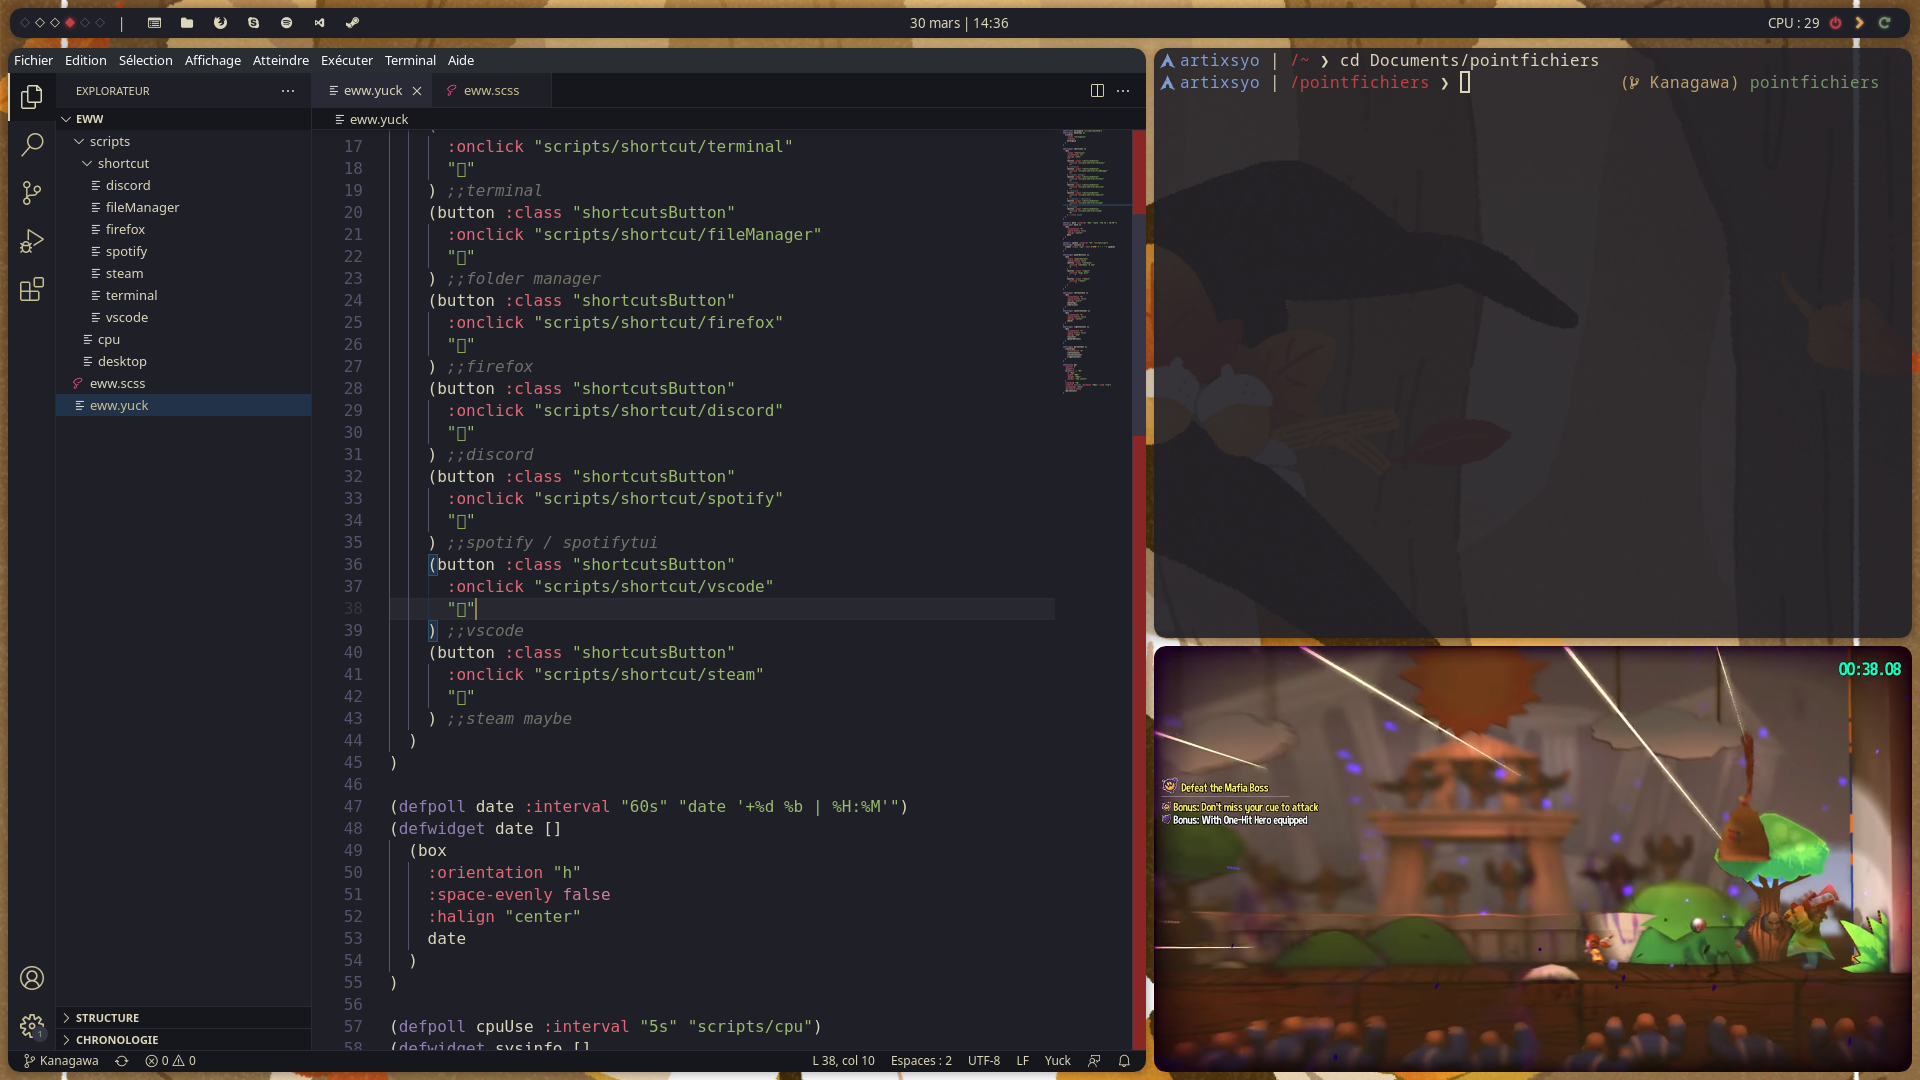 30 mars | 14:36
CPU : 29
Fichier Edition Sélection Affichage Atteindre Exécuter Terminal Aide
EXPLORATEUR
EWW
scripts
shortcut
discord
fileManager
firefox
spotify
steam
terminal
vscode
cpu
desktop
eww.scss
eww.yuck
STRUCTURE
CHRONOLOGIE
eww.yuck eww.scss
eww.yuck
17 :onclick "scripts/shortcut/terminal"
18 "▯"
19 ) ;;terminal
20 (button :class "shortcutsButton"
21 :onclick "scripts/shortcut/fileManager"
22 "▯"
23 ) ;;folder manager
24 (button :class "shortcutsButton"
25 :onclick "scripts/shortcut/firefox"
26 "▯"
27 ) ;;firefox
28 (button :class "shortcutsButton"
29 :onclick "scripts/shortcut/discord"
30 "▯"
31 ) ;;discord
32 (button :class "shortcutsButton"
33 :onclick "scripts/shortcut/spotify"
34 "▯"
35 ) ;;spotify / spotifytui
36 (button :class "shortcutsButton"
37 :onclick "scripts/shortcut/vscode"
38 "▯"
39 ) ;;vscode
40 (button :class "shortcutsButton"
41 :onclick "scripts/shortcut/steam"
42 "▯"
43 ) ;;steam maybe
44 )
45 )
46
47 (defpoll date :interval "60s" "date '+%d %b | %H:%M'")
48 (defwidget date []
49 (box
50 :orientation "h"
51 :space-evenly false
52 :halign "center"
53 date
54 )
55 )
56
57 (defpoll cpuUse :interval "5s" "scripts/cpu")
58 (defwidget sysinfo []
1
Kanagawa 0 0 L 38, col 10 Espaces : 2 UTF-8 LF Yuck
artixsyo | /~ ❯ cd Documents/pointfichiers
artixsyo | /pointfichiers ❯ ( Kanagawa) pointfichiers
00:38.08
Defeat the Mafia Boss
Bonus: Don't miss your cue to attack
Bonus: With One-Hit Hero equipped